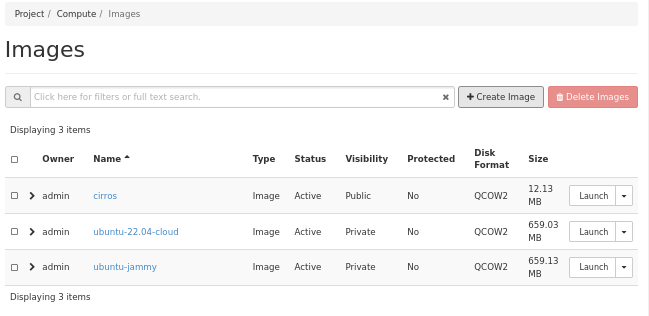 Project / Compute / Images
Images
Click here for filters or full text search.
Create Image
Delete Images
Displaying 3 items
Owner Name Type Status Visibility Protected Disk Format Size
admin cirros Image Active Public No QCOW2 12.13 MB Launch
admin ubuntu-22.04-cloud Image Active Private No QCOW2 659.03 MB Launch
admin ubuntu-jammy Image Active Private No QCOW2 659.13 MB Launch
Displaying 3 items